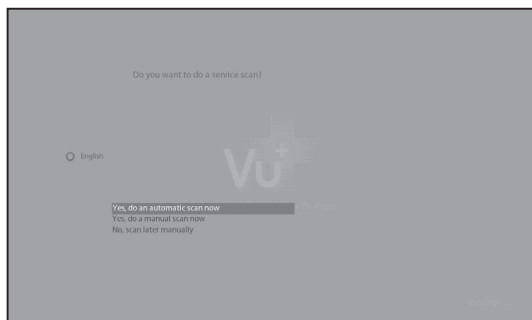 Do you want to do a service scan?
English
Vu+
Yes, do an automatic scan now
Yes, do a manual scan now
No, scan later manually